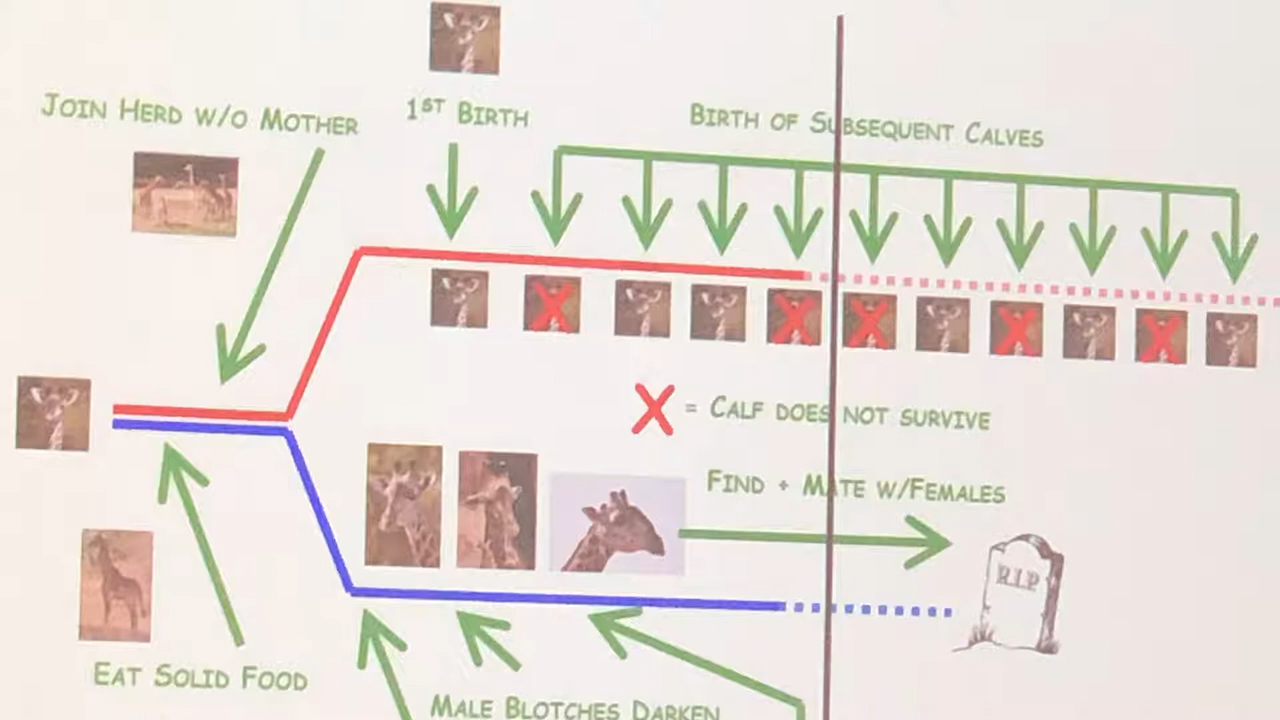 1ST BIRTH
JOIN HERD W/O MOTHER
BIRTH OF SUBSEQUENT CALVES
X = CALF DOES NOT SURVIVE
FIND + MATE W/FEMALES
R.I.P
EAT SOLID FOOD
MALE BLOTCHES DARKEN